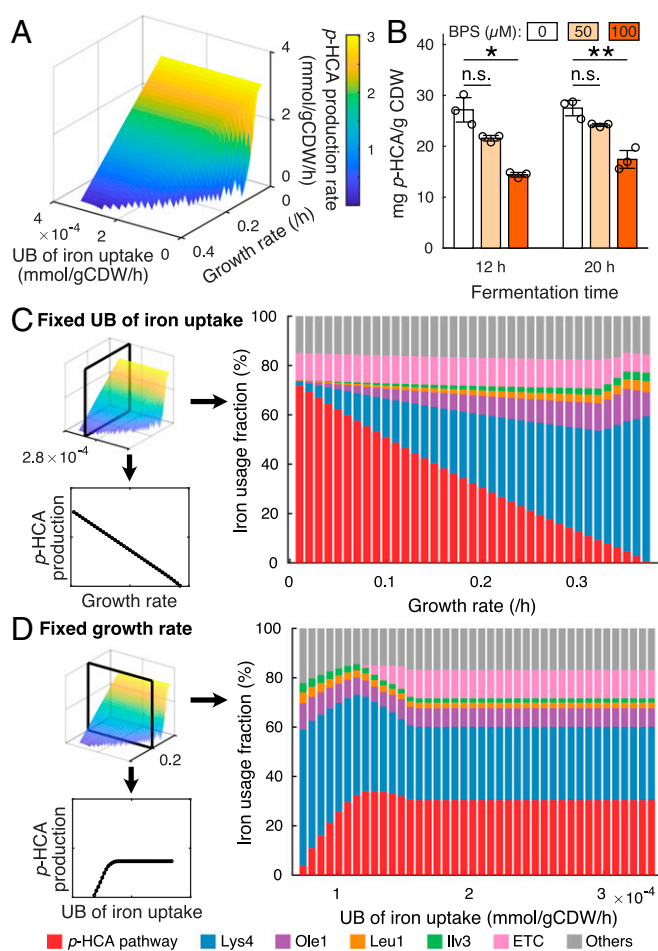 A
4
2
0
p-HCA production rate
(mmol/gCDW/h)
3
2
1
4
× 10⁻⁴
2
0
UB of iron uptake
(mmol/gCDW/h)
0.4
0.2
0
Growth rate (/h)
B
BPS (μM): 0 50 100
*
**
n.s.
n.s.
mg p-HCA/g CDW
40
30
20
10
0
12 h 20 h
Fermentation time
C Fixed UB of iron uptake
2.8 × 10⁻⁴
p-HCA
production
Growth rate
Iron usage fraction (%)
100
80
60
40
20
0
0 0.1 0.2 0.3
Growth rate (/h)
D Fixed growth rate
0.2
p-HCA
production
UB of iron uptake
Iron usage fraction (%)
100
80
60
40
20
0
1 2 3 × 10⁻⁴
UB of iron uptake (mmol/gCDW/h)
p-HCA pathway Lys4 Ole1 Leu1 Ilv3 ETC Others